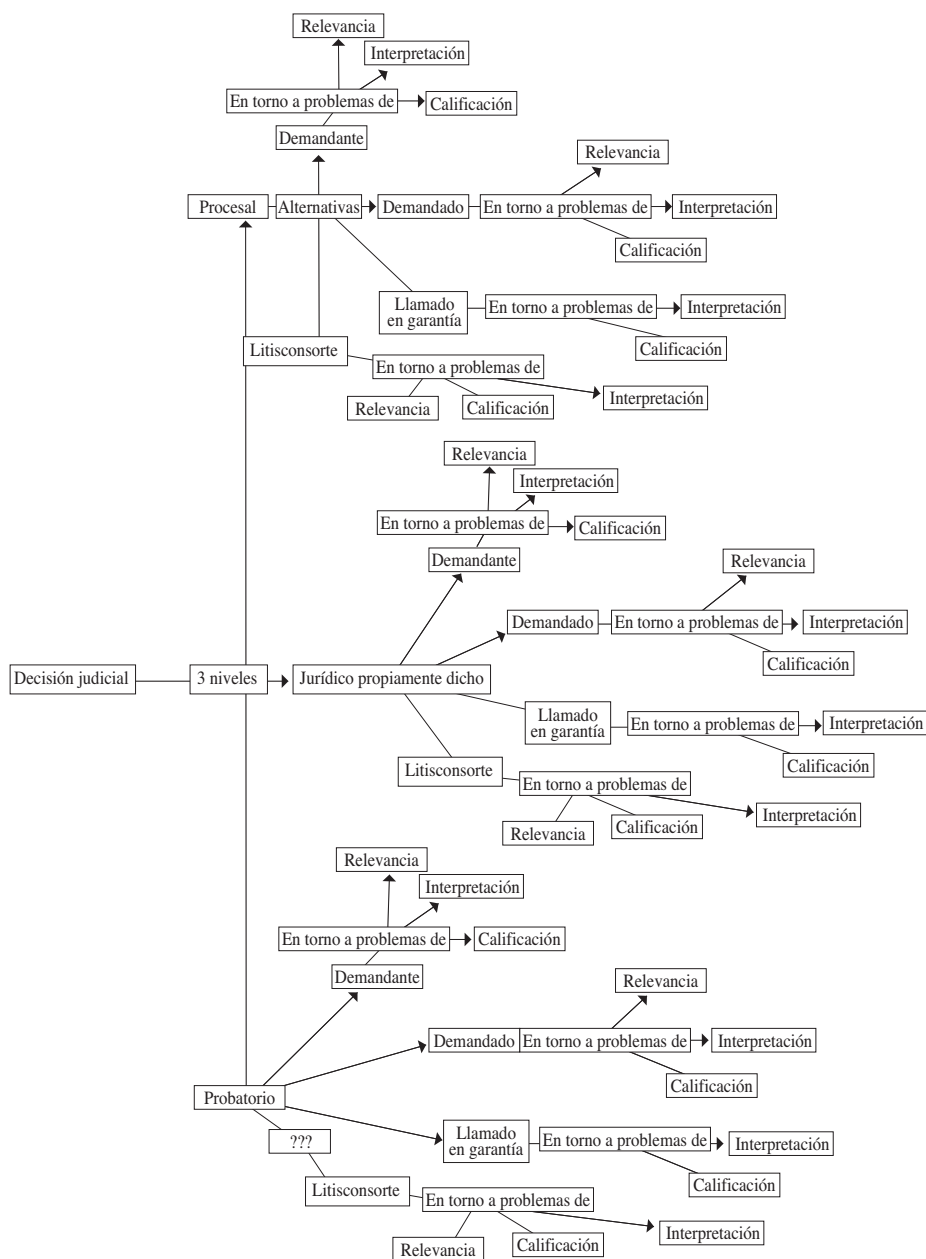 Relevancia
Interpretación
En torno a problemas de
Calificación
Demandante
Relevancia
Procesal
Alternativas
Demandado
En torno a problemas de
Interpretación
Calificación
Llamado
en garantía
En torno a problemas de
Interpretación
Calificación
Litisconsorte
En torno a problemas de
Interpretación
Relevancia
Calificación
Relevancia
Interpretación
En torno a problemas de
Calificación
Demandante
Relevancia
Demandado
En torno a problemas de
Interpretación
Calificación
Decisión judicial
3 niveles
Jurídico propiamente dicho
Llamado
en garantía
En torno a problemas de
Interpretación
Calificación
Litisconsorte
En torno a problemas de
Interpretación
Relevancia
Calificación
Relevancia
Interpretación
En torno a problemas de
Calificación
Demandante
Relevancia
Demandado
En torno a problemas de
Interpretación
Calificación
Probatorio
???
Llamado
en garantía
En torno a problemas de
Interpretación
Calificación
Litisconsorte
En torno a problemas de
Interpretación
Relevancia
Calificación